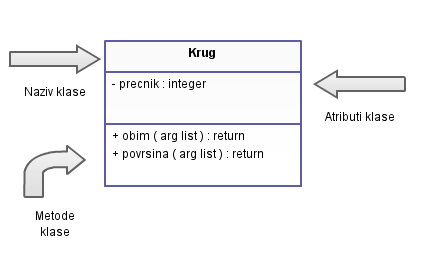 Krug
Naziv klase
- precnik : integer
Atributi klase
+ obim ( arg list ) : return
+ povrsina ( arg list ) : return
Metode
klase